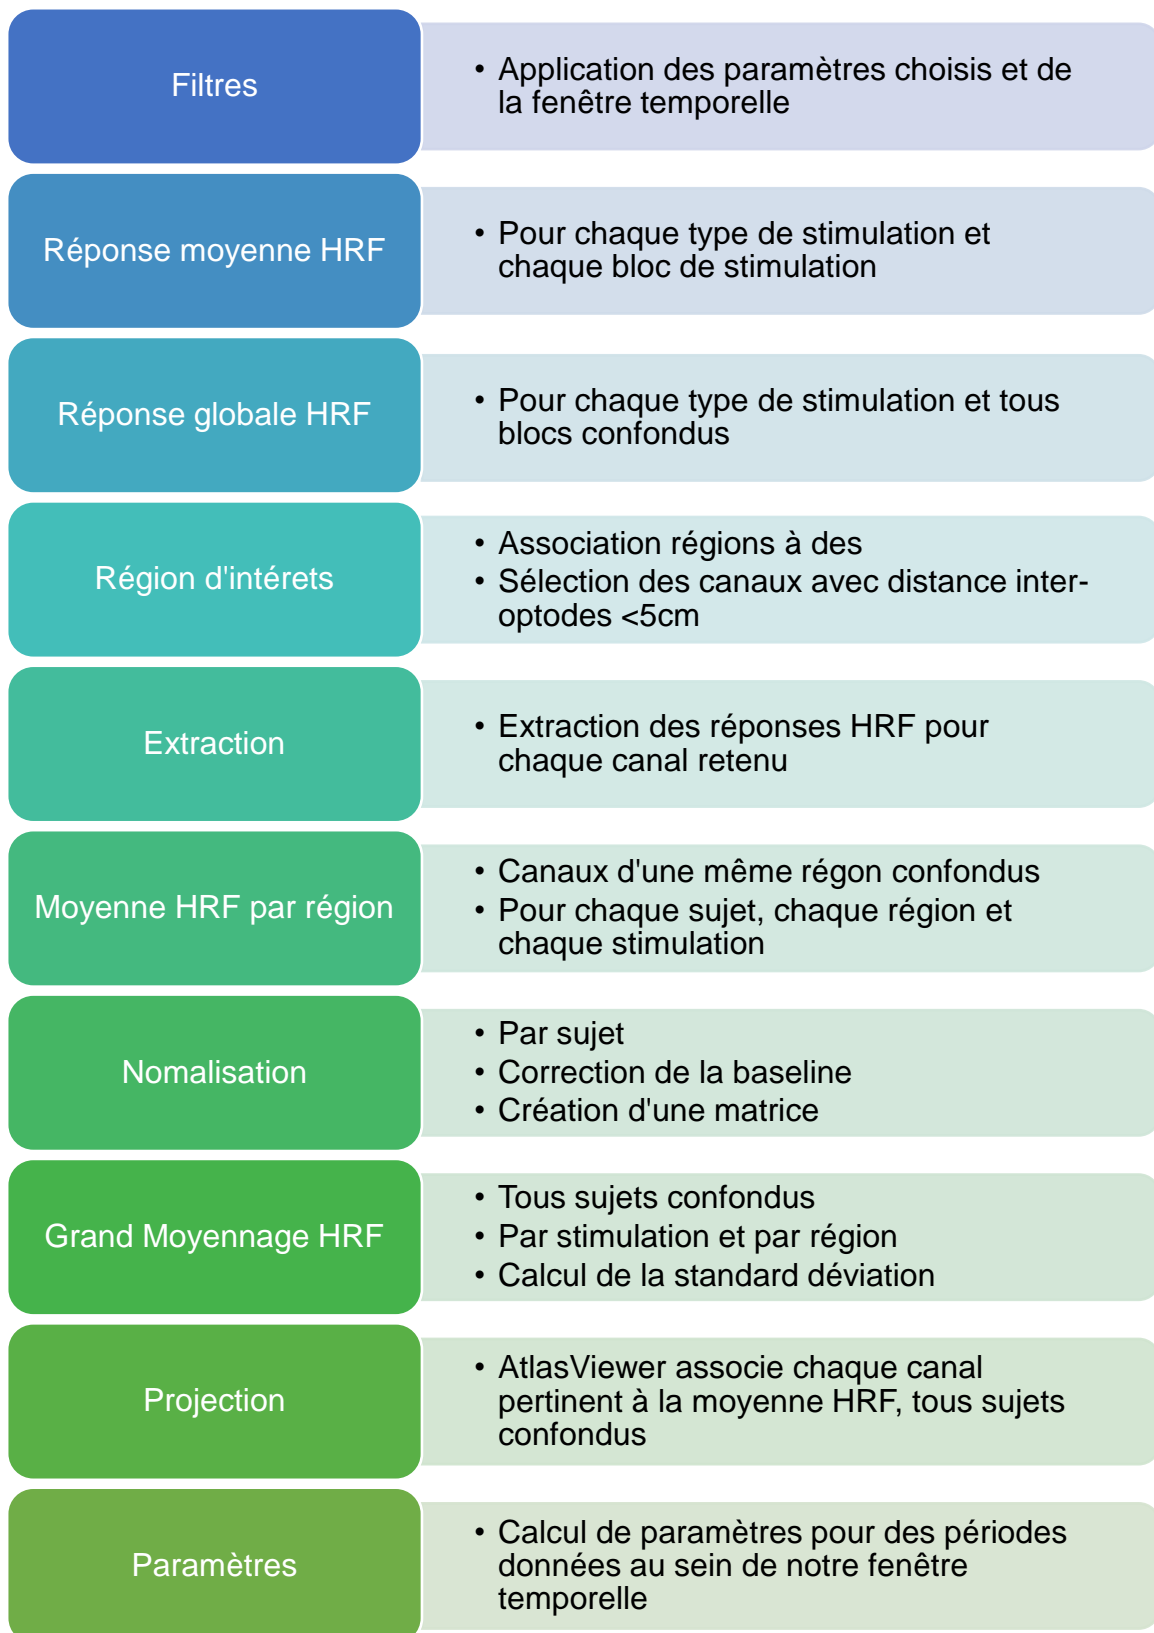 Filtres
• Application des paramètres choisis et de
la fenêtre temporelle
Réponse moyenne HRF
• Pour chaque type de stimulation et
chaque bloc de stimulation
Réponse globale HRF
• Pour chaque type de stimulation et tous
blocs confondus
Région d'intérets
• Association régions à des
• Sélection des canaux avec distance inter-
optodes <5cm
Extraction
• Extraction des réponses HRF pour
chaque canal retenu
Moyenne HRF par région
• Canaux d'une même régon confondus
• Pour chaque sujet, chaque région et
chaque stimulation
Nomalisation
• Par sujet
• Correction de la baseline
• Création d'une matrice
Grand Moyennage HRF
• Tous sujets confondus
• Par stimulation et par région
• Calcul de la standard déviation
Projection
• AtlasViewer associe chaque canal
pertinent à la moyenne HRF, tous sujets
confondus
Paramètres
• Calcul de paramètres pour des périodes
données au sein de notre fenêtre
temporelle